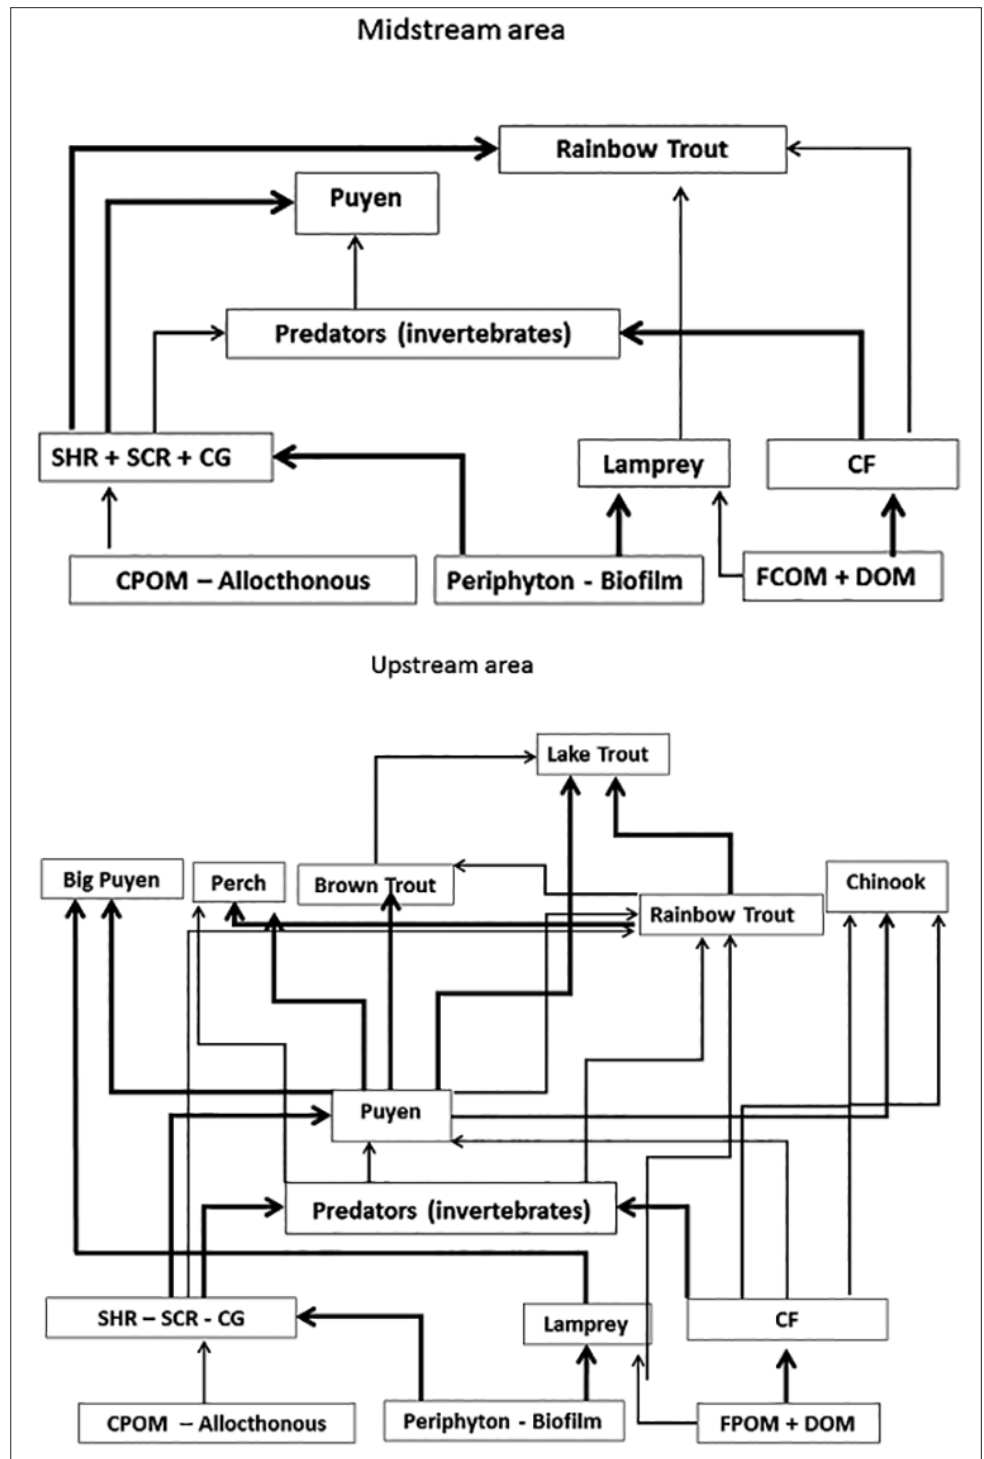 Midstream area
Rainbow Trout
Puyen
Predators (invertebrates)
SHR + SCR + CG
Lamprey
CF
CPOM – Allocthonous
Periphyton - Biofilm
FCOM + DOM
Upstream area
Lake Trout
Big Puyen
Perch
Brown Trout
Chinook
Rainbow Trout
Puyen
Predators (invertebrates)
SHR – SCR - CG
Lamprey
CF
CPOM – Allocthonous
Periphyton - Biofilm
FPOM + DOM